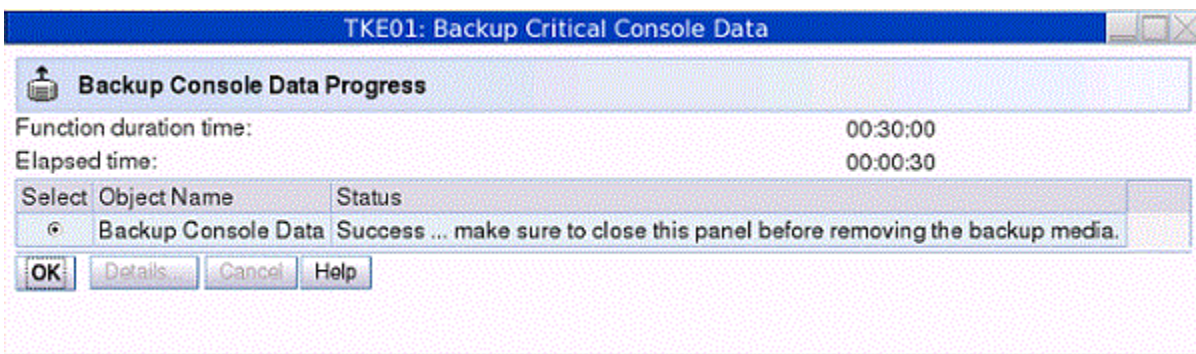 TKE01: Backup Critical Console Data
Backup Console Data Progress
Function duration time: 00:30:00
Elapsed time: 00:00:30
Select Object Name Status
Backup Console Data Success ... make sure to close this panel before removing the backup media.
OK Details... Cancel Help